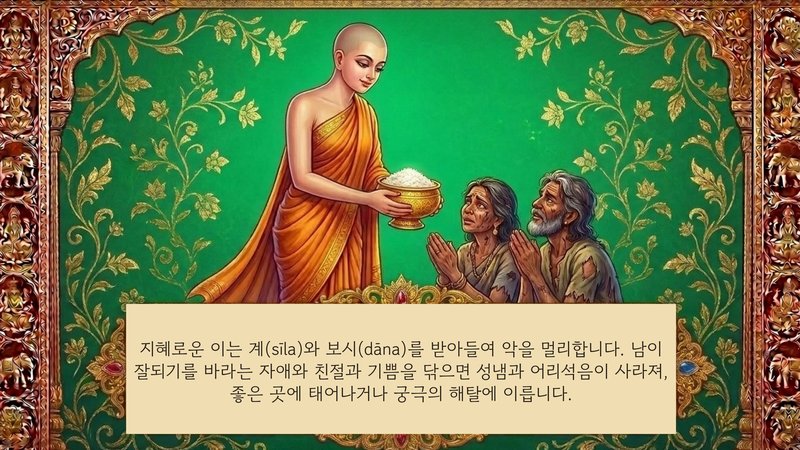 지혜로운 이는 계(sīla)와 보시(dāna)를 받아들여 악을 멀리합니다. 남이
잘되기를 바라는 자애와 친절과 기쁨을 닦으면 성냄과 어리석음이 사라져,
좋은 곳에 태어나거나 궁극의 해탈에 이릅니다.